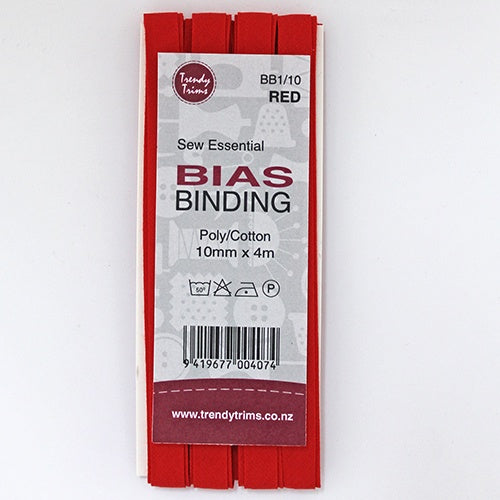 Trendy
Trims
BB1/10
RED
Sew Essential
BIAS
BINDING
Poly/Cotton
10mm x 4m
50°
P
9 419677 004074
www.trendytrims.co.nz